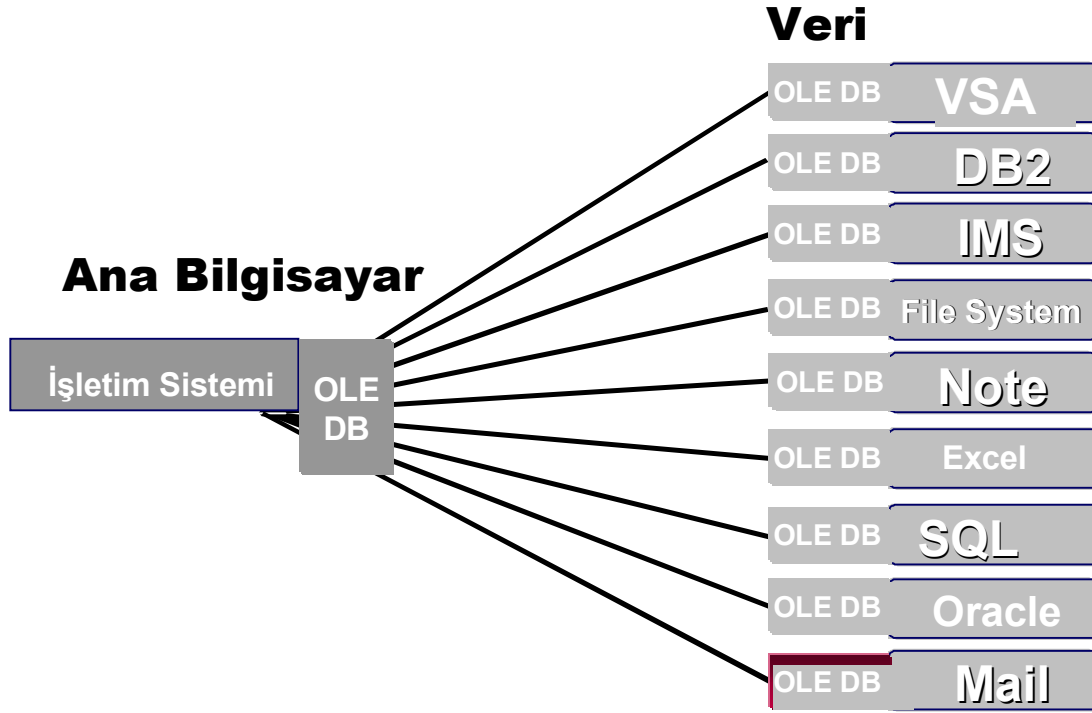 Veri
OLE DB VSA
OLE DB DB2
OLE DB IMS
Ana Bilgisayar
OLE DB File System
İşletim Sistemi
OLE
DB
OLE DB Note
OLE DB Excel
OLE DB SQL
OLE DB Oracle
OLE DB Mail